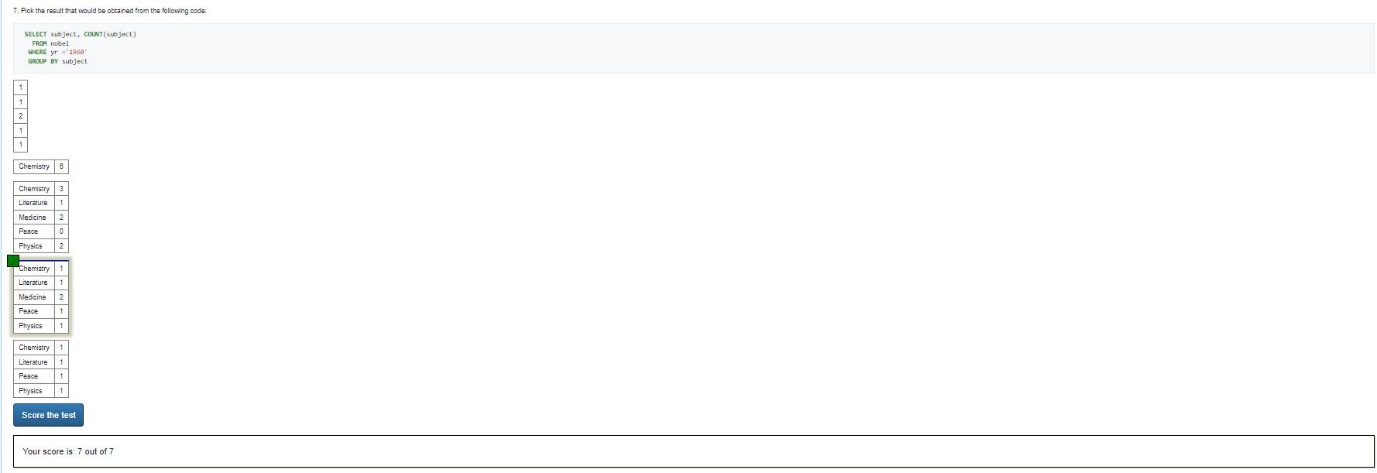 7. Pick the result that would be obtained from the following code:
SELECT subject, COUNT(subject)
FROM nobel
WHERE yr ='1960'
GROUP BY subject
1
1
2
1
1
Chemistry 6
Chemistry 3
Literature 1
Medicine 2
Peace 0
Physics 2
Chemistry 1
Literature 1
Medicine 2
Peace 1
Physics 1
Chemistry 1
Literature 1
Peace 1
Physics 1
Score the test
Your score is: 7 out of 7